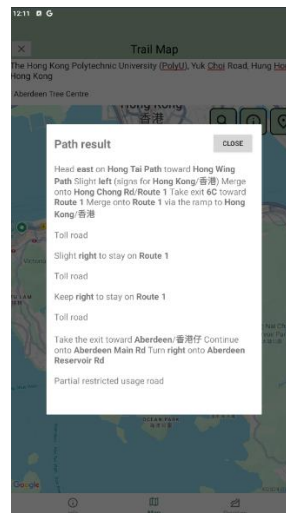 12:11
G
Trail Map
The Hong Kong Polytechnic University (PolyU), Yuk Choi Road, Hung
Hong Kong
Aberdeen Tree Centre
Hong Kong
香港
Path result
CLOSE
Head east on Hong Tai Path toward Hong Wing
Path Slight left (signs for Hong Kong/香港) Merge
onto Hong Chong Rd/Route 1 Take exit 6C toward
Route 1 Merge onto Route 1 via the ramp to Hong
Kong/香港
Toll road
Slight right to stay on Route 1
Toll road
Keep right to stay on Route 1
Toll road
Take the exit toward Aberdeen/香港仔 Continue
onto Aberdeen Main Rd Turn right onto Aberdeen
Reservoir Rd
Partial restricted usage road
OCEAN PARK
Google
Map